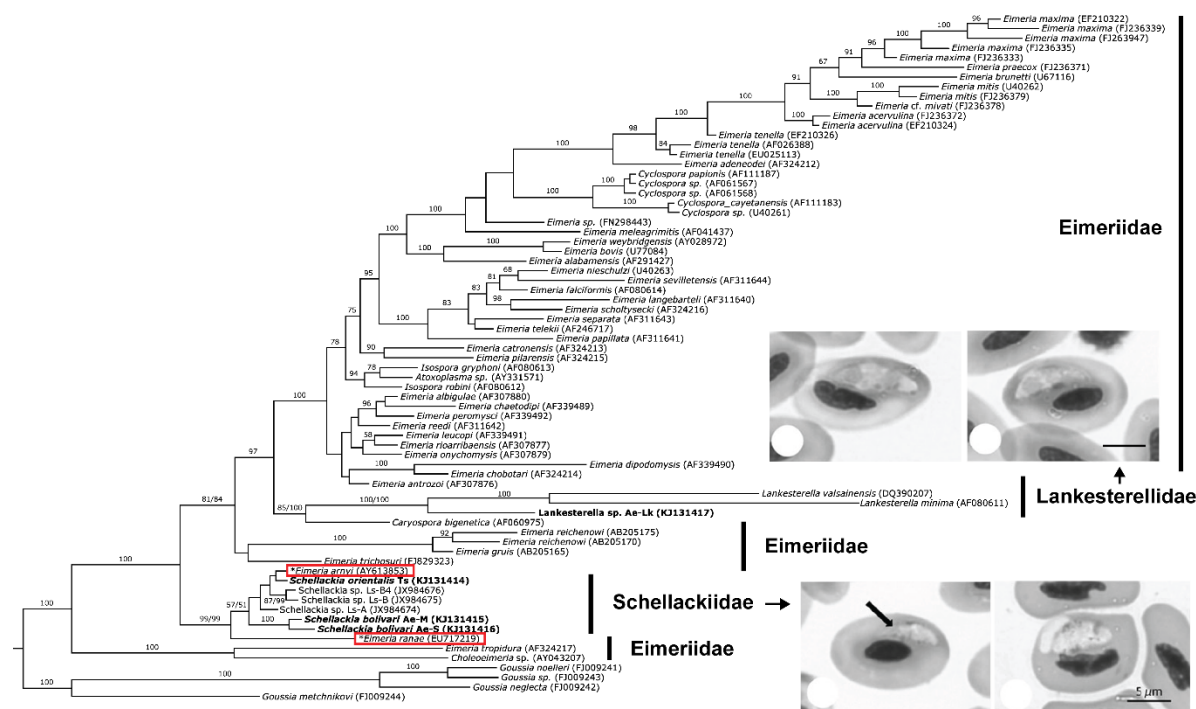 96
Eimeria maxima (EF210322)
100
Eimeria maxima (FJ236339)
100
Eimeria maxima (FJ263947)
96
Eimeria maxima (FJ236335)
91
Eimeria maxima (FJ236333)
67
Eimeria praecox (FJ236371)
91
Eimeria brunetti (U67116)
100
Eimeria mitis (U40262)
100
Eimeria mitis (FJ236379)
100
Eimeria cf. mivati (FJ236378)
Eimeria acervulina (FJ236372)
100
Eimeria acervulina (EF210324)
98
Eimeria tenella (EF210326)
100
Eimeria tenella (AF026388)
84
Eimeria tenella (EU025113)
Eimeria adeneodei (AF324212)
100
Cyclospora papionis (AF111187)
100
Cyclospora sp. (AF061567)
Cyclospora sp. (AF061568)
100
100
Cyclospora_cayetanensis (AF111183)
Cyclospora sp. (U40261)
100
Eimeria sp. (FN298443)
Eimeria meleagrimitis (AF041437)
100
Eimeria weybridgensis (AY028972)
100
Eimeria bovis (U77084)
Eimeria alabamensis (AF291427)
95
68
Eimeria nieschulzi (U40263)
81
Eimeria sevilletensis (AF311644)
83
Eimeria falciformis (AF080614)
83
98
Eimeria langebarteli (AF311640)
Eimeria scholtysecki (AF324216)
75
100
Eimeria separata (AF311643)
Eimeria telekii (AF246717)
Eimeria papillata (AF311641)
78
90
Eimeria catronensis (AF324213)
Eimeria pilarensis (AF324215)
78
Isospora gryphoni (AF080613)
94
Atoxoplasma sp. (AY331571)
Isospora robini (AF080612)
100
Eimeria albigulae (AF307880)
96
Eimeria chaetodipi (AF339489)
Eimeria peromysci (AF339492)
Eimeria reedi (AF311642)
58
Eimeria leucopi (AF339491)
Eimeria rioarribaensis (AF307877)
Eimeria onychomysis (AF307879)
100
Eimeria dipodomysis (AF339490)
Eimeria chobotari (AF324214)
Eimeria antrozoi (AF307876)
97
100
Lankesterella valsainensis (DQ390207)
100/100
Lankesterella minima (AF080611)
81/84
85/100
Lankesterella sp. Ae-Lk (KJ131417)
Caryospora bigenetica (AF060975)
92
Eimeria reichenowi (AB205175)
100
Eimeria reichenowi (AB205170)
Eimeria gruis (AB205165)
100
Eimeria trichosuri (FJ829323)
*Eimeria arnyi (AY613853)
Schellackia orientalis Ts (KJ131414)
Schellackia sp. Ls-B4 (JX984676)
87/99
Schellackia sp. Ls-B (JX984675)
57/51
Schellackia sp. Ls-A (JX984674)
99/99
100
Schellackia bolivari Ae-M (KJ131415)
Schellackia bolivari Ae-S (KJ131416)
100
*Eimeria ranae (EU717219)
100
Eimeria tropidura (AF324217)
Choleoeimeria sp. (AY043207)
Goussia noelleri (FJ009241)
100
Goussia sp. (FJ009243)
100
Goussia neglecta (FJ009242)
Goussia metchnikovi (FJ009244)
Eimeriidae
Lankesterellidae
Eimeriidae
Schellackiidae
Eimeriidae
5 µm